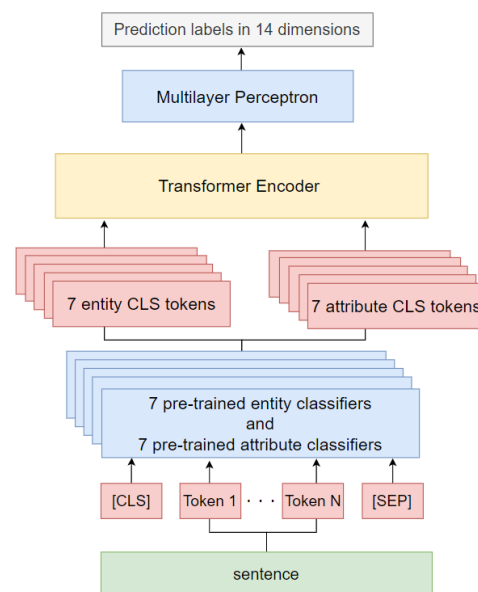 Prediction labels in 14 dimensions
Multilayer Perceptron
Transformer Encoder
7 entity CLS tokens
7 attribute CLS tokens
7 pre-trained entity classifiers
and
7 pre-trained attribute classifiers
[CLS] Token 1 · · · Token N [SEP]
sentence